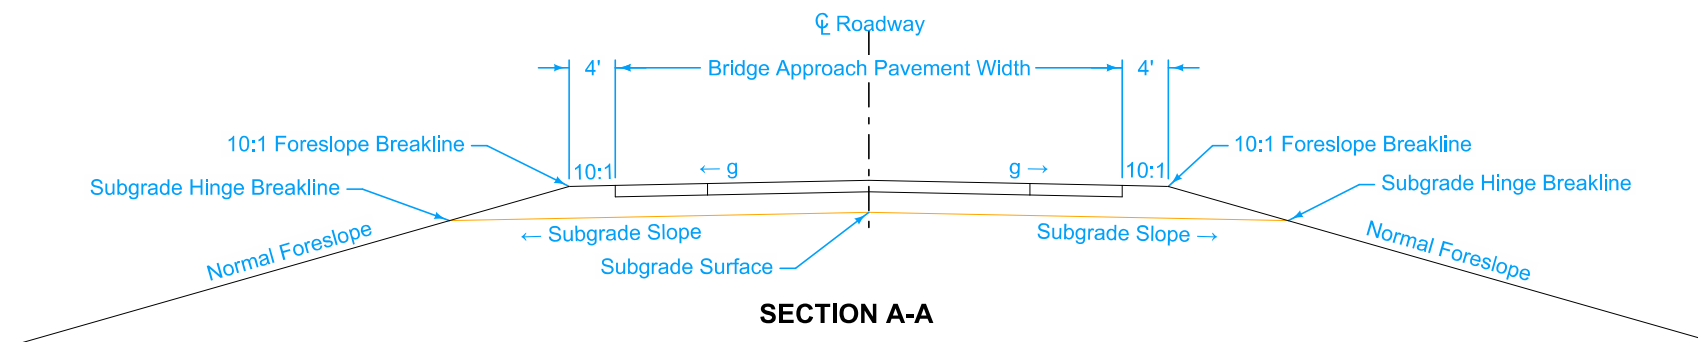 ℄ Roadway
4' Bridge Approach Pavement Width 4'
10:1 Foreslope Breakline 10:1 Foreslope Breakline
10:1 ← g g → 10:1
Subgrade Hinge Breakline Subgrade Hinge Breakline
← Subgrade Slope Subgrade Slope →
Normal Foreslope Normal Foreslope
Subgrade Surface
SECTION A-A